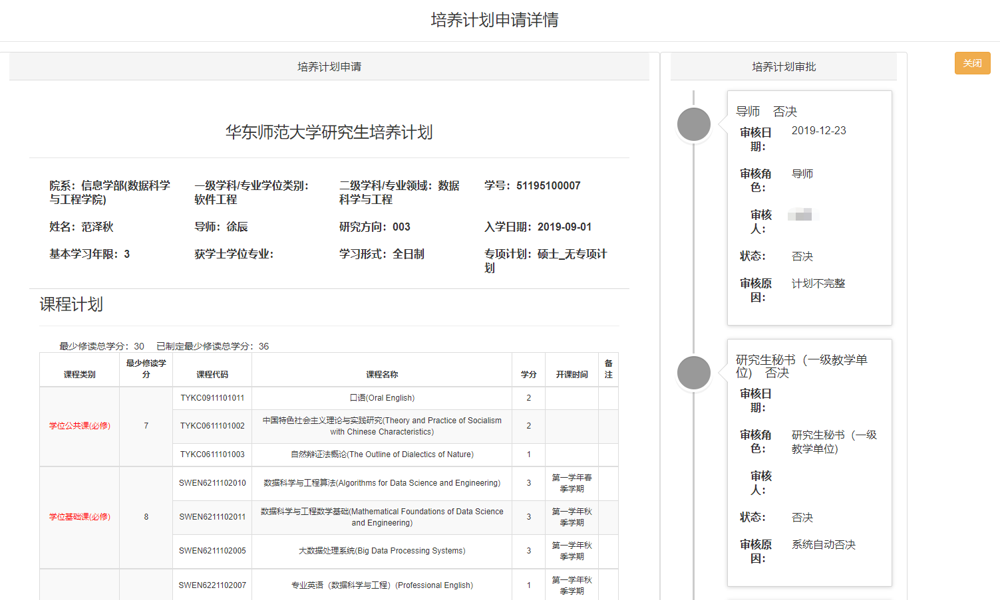 培养计划申请详情
关闭
培养计划申请
华东师范大学研究生培养计划
院系：信息学部(数据科学
与工程学院)
一级学科/专业学位类别：
软件工程
二级学科/专业领域：数据
科学与工程
学号：51195100007
姓名：范泽秋
导师：徐辰
研究方向：003
入学日期：2019-09-01
基本学习年限：3
获学士学位专业：
学习形式：全日制
专项计划：硕士_无专项计
划
课程计划
最少修读总学分：30 已制定最少修读总学分：36
课程类别
最少修读学
分
课程代码
课程名称
学分
开课时间
备
注
学位公共课(必修)
7
TYKC0911101011
口语(Oral English)
2
TYKC0611101002
中国特色社会主义理论与实践研究(Theory and Practice of Socialism
with Chinese Characteristics)
2
TYKC0611101003
自然辩证法概论(The Outline of Dialectics of Nature)
1
学位基础课(必修)
8
SWEN6211102010
数据科学与工程算法(Algorithms for Data Science and Engineering)
3
第一学年春
季学期
SWEN6211102011
数据科学与工程数学基础(Mathematical Foundations of Data Science
and Engineering)
3
第一学年秋
季学期
SWEN6211102005
大数据处理系统(Big Data Processing Systems)
3
第一学年秋
季学期
SWEN6221102007
专业英语（数据科学与工程）(Professional English)
1
第一学年秋
季学期
培养计划审批
导师 否决
审核日
期：
2019-12-23
审核角
色：
导师
审核
人：
状态：
否决
审核原
因：
计划不完整
研究生秘书（一级教学单
位） 否决
审核日
期：
审核角
色：
研究生秘书（一级
教学单位）
审核
人：
状态：
否决
审核原
因：
系统自动否决